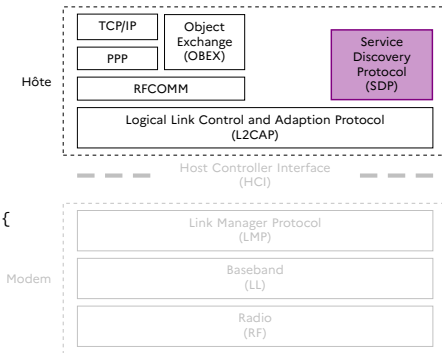 TCP/IP
PPP
Object
Exchange
(OBEX)
RFCOMM
Service
Discovery
Protocol
(SDP)
Hôte
Logical Link Control and Adaption Protocol
(L2CAP)
Host Controller Interface
(HCI)
{
Link Manager Protocol
(LMP)
Modem
Baseband
(LL)
Radio
(RF)